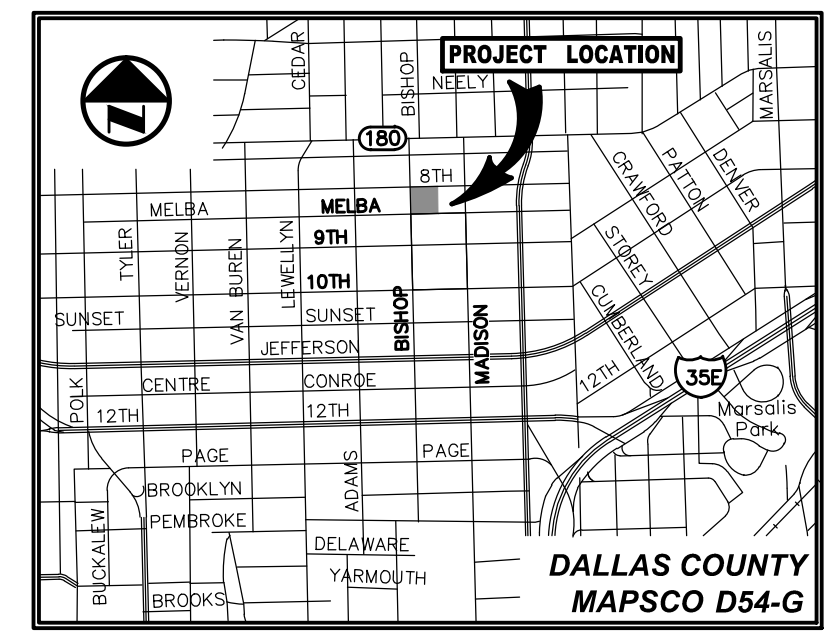 CEDAR
BISHOP
PROJECT LOCATION
NEELY
MARSALIS
N
180
8TH
CRAWFORD
PATTON
DENVER
MELBA
MELBA
TYLER
VERNON
VAN BUREN
LEWELLYN
9TH
STOREY
10TH
SUNSET
SUNSET
BISHOP
MADISON
CUMBERLAND
JEFFERSON
POLK
CENTRE
CONROE
12TH
35E
12TH
12TH
Marsalis
Park
PAGE
ADAMS
PAGE
BROOKLYN
PEMBROKE
BUCKALEW
DELAWARE
YARMOUTH
BROOKS
DALLAS COUNTY
MAPSCO D54-G